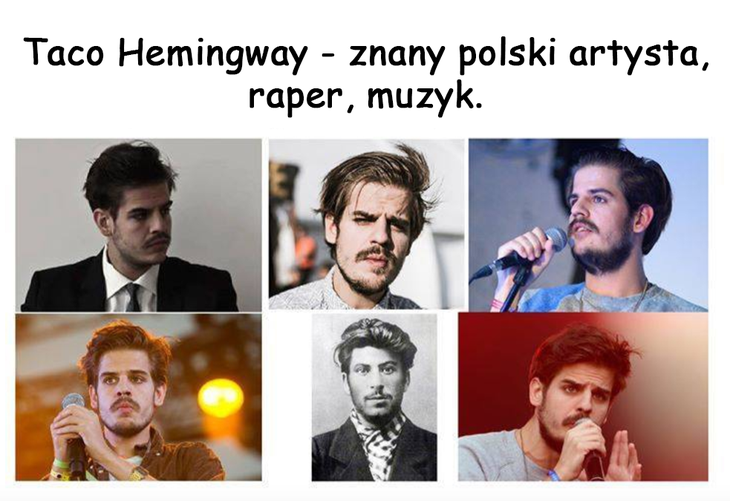 Taco Hemingway - znany polski artysta,
raper, muzyk.